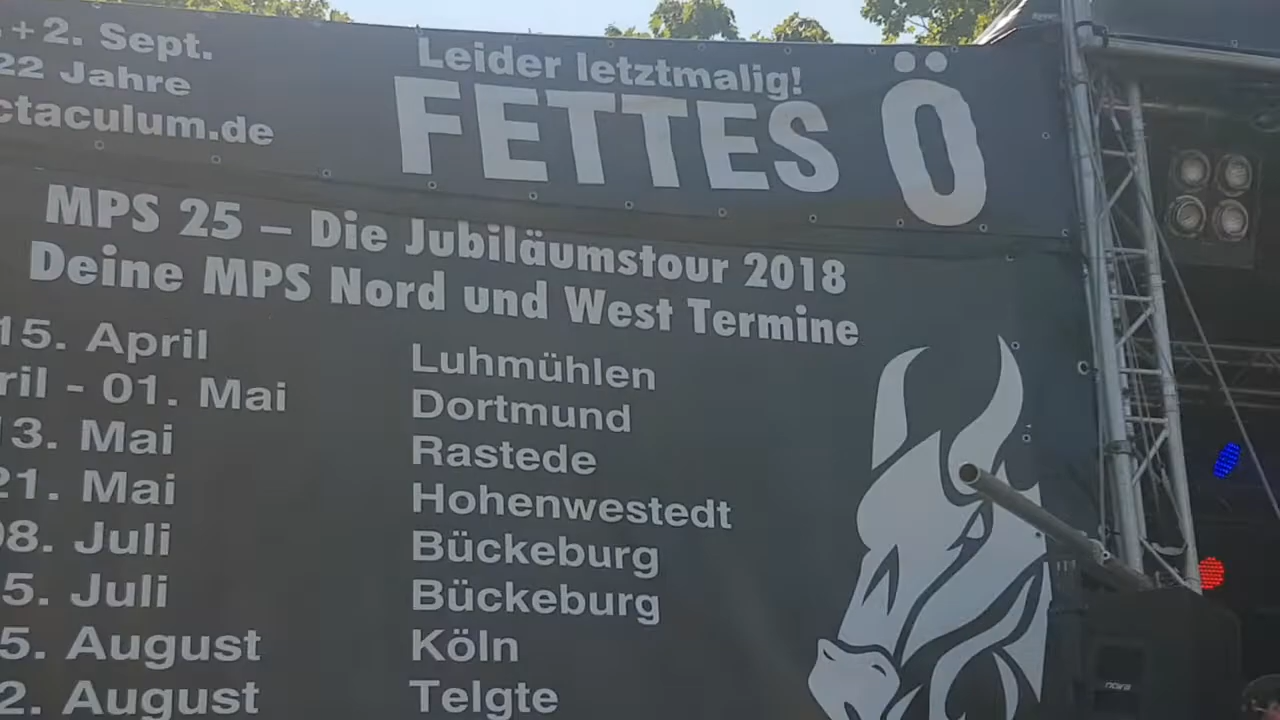 .+2. Sept.
22 Jahre
ctaculum.de
Leider letztmalig!
FETTES Ö
MPS 25 – Die Jubiläumstour 2018
Deine MPS Nord und West Termine
15. April Luhmühlen
ril - 01. Mai Dortmund
13. Mai Rastede
21. Mai Hohenwestedt
08. Juli Bückeburg
5. Juli Bückeburg
5. August Köln
2. August Telgte